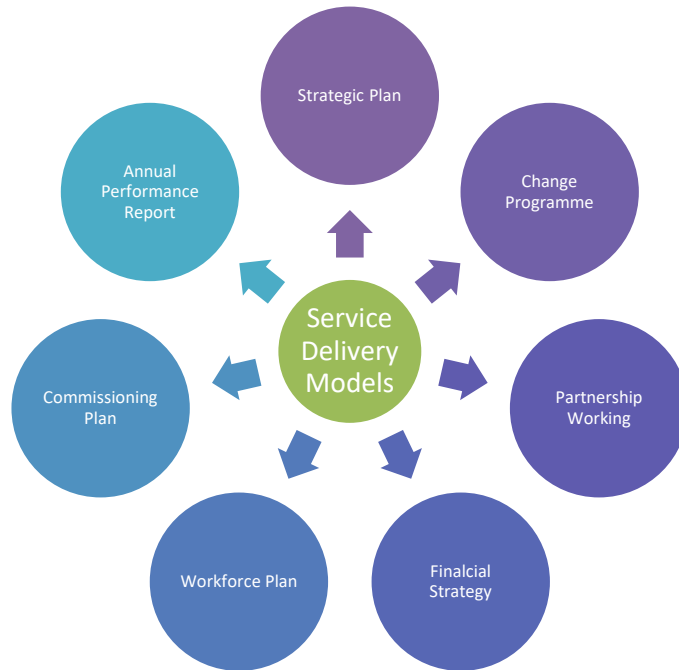 Strategic Plan
Change
Programme
Partnership
Working
Finalcial
Strategy
Workforce Plan
Commissioning
Plan
Annual
Performance
Report
Service
Delivery
Models